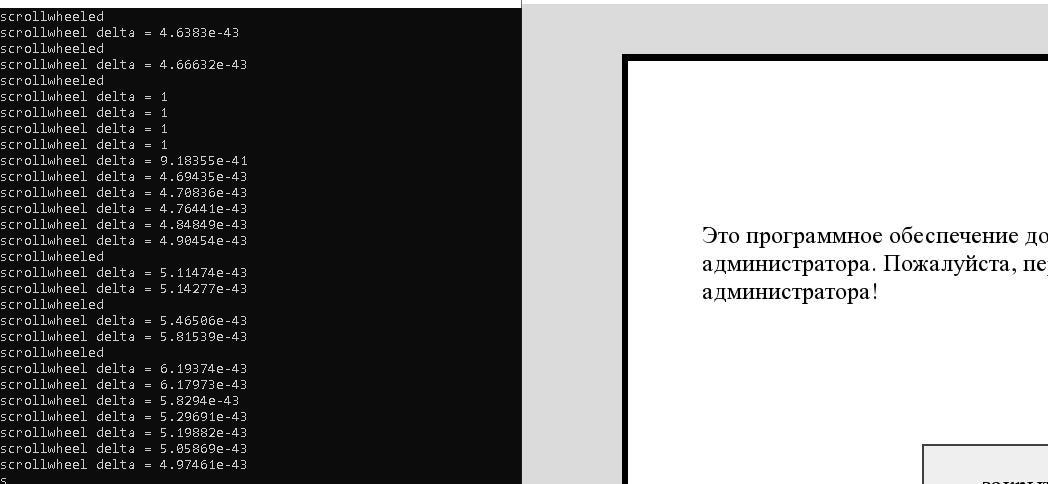 scrollwheeled
scrollwheel delta = 4.6383e-43
scrollwheeled
scrollwheel delta = 4.66632e-43
scrollwheeled
scrollwheel delta = 1
scrollwheel delta = 1
scrollwheel delta = 1
scrollwheel delta = 1
scrollwheel delta = 9.18355e-41
scrollwheel delta = 4.69435e-43
scrollwheel delta = 4.70836e-43
scrollwheel delta = 4.76441e-43
scrollwheel delta = 4.84849e-43
scrollwheel delta = 4.90454e-43
scrollwheeled
scrollwheel delta = 5.11474e-43
scrollwheel delta = 5.14277e-43
scrollwheeled
scrollwheel delta = 5.46506e-43
scrollwheel delta = 5.81539e-43
scrollwheeled
scrollwheel delta = 6.19374e-43
scrollwheel delta = 6.17973e-43
scrollwheel delta = 5.8294e-43
scrollwheel delta = 5.29691e-43
scrollwheel delta = 5.19882e-43
scrollwheel delta = 5.05869e-43
scrollwheel delta = 4.97461e-43
s
Это программное обеспечение до
администратора. Пожалуйста, пе
администратора!